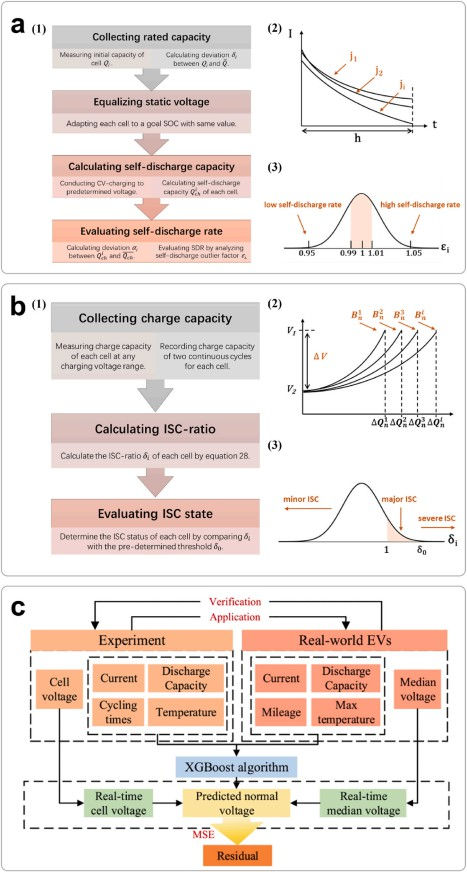 a
(1)
Collecting rated capacity
Measuring initial capacity of
cell Qᵢ.
Calculating deviation δᵢ
between Qᵢ and Q̄.
Equalizing static voltage
Adapting each cell to a goal SOC with same value.
Calculating self-discharge capacity
Conducting CV-charging to
predetermined voltage.
Calculating self-discharge
capacity Qⁱch of each cell.
Evaluating self-discharge rate
Calculating deviation αᵢ
between Qⁱch and Q̄ch.
Evaluating SDR by analyzing
self-discharge outlier factor εᵢ
(2)
I
j₁
j₂
jᵢ
t
h
(3)
low self-discharge rate
high self-discharge rate
0.95
0.99
1
1.01
1.05
εᵢ
b
(1)
Collecting charge capacity
Measuring charge capacity
of each cell at any
charging voltage range.
Recording charge capacity
of two continuous cycles
for each cell.
Calculating ISC-ratio
Calculate the ISC-ratio δᵢ of each cell by equation 28.
Evaluating ISC state
Determine the ISC status of each cell by comparing δᵢ
with the pre-determined threshold δ₀.
(2)
V₁
B¹ₙ B²ₙ B³ₙ Bⁱₙ
ΔV
V₂
ΔQ¹ₙ ΔQ²ₙ ΔQ³ₙ ΔQⁱₙ
(3)
minor ISC
major ISC
severe ISC
1
δ₀
δᵢ
c
Verification
Application
Experiment
Real-world EVs
Cell
voltage
Current
Discharge
Capacity
Cycling
times
Temperature
Current
Discharge
Capacity
Mileage
Max
temperature
Median
voltage
XGBoost algorithm
Real-time
cell voltage
Predicted normal
voltage
Real-time
median voltage
MSE
Residual